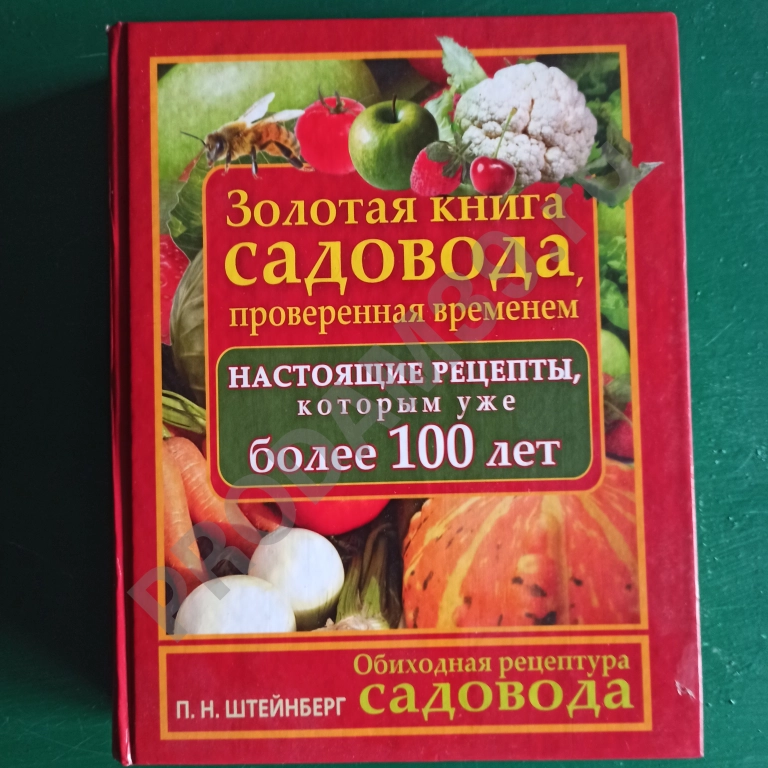 Золотая книга
садовода,
проверенная временем
НАСТОЯЩИЕ РЕЦЕПТЫ,
которым уже
более 100 лет
Обиходная рецептура
П. Н. ШТЕЙНБЕРГ садовода